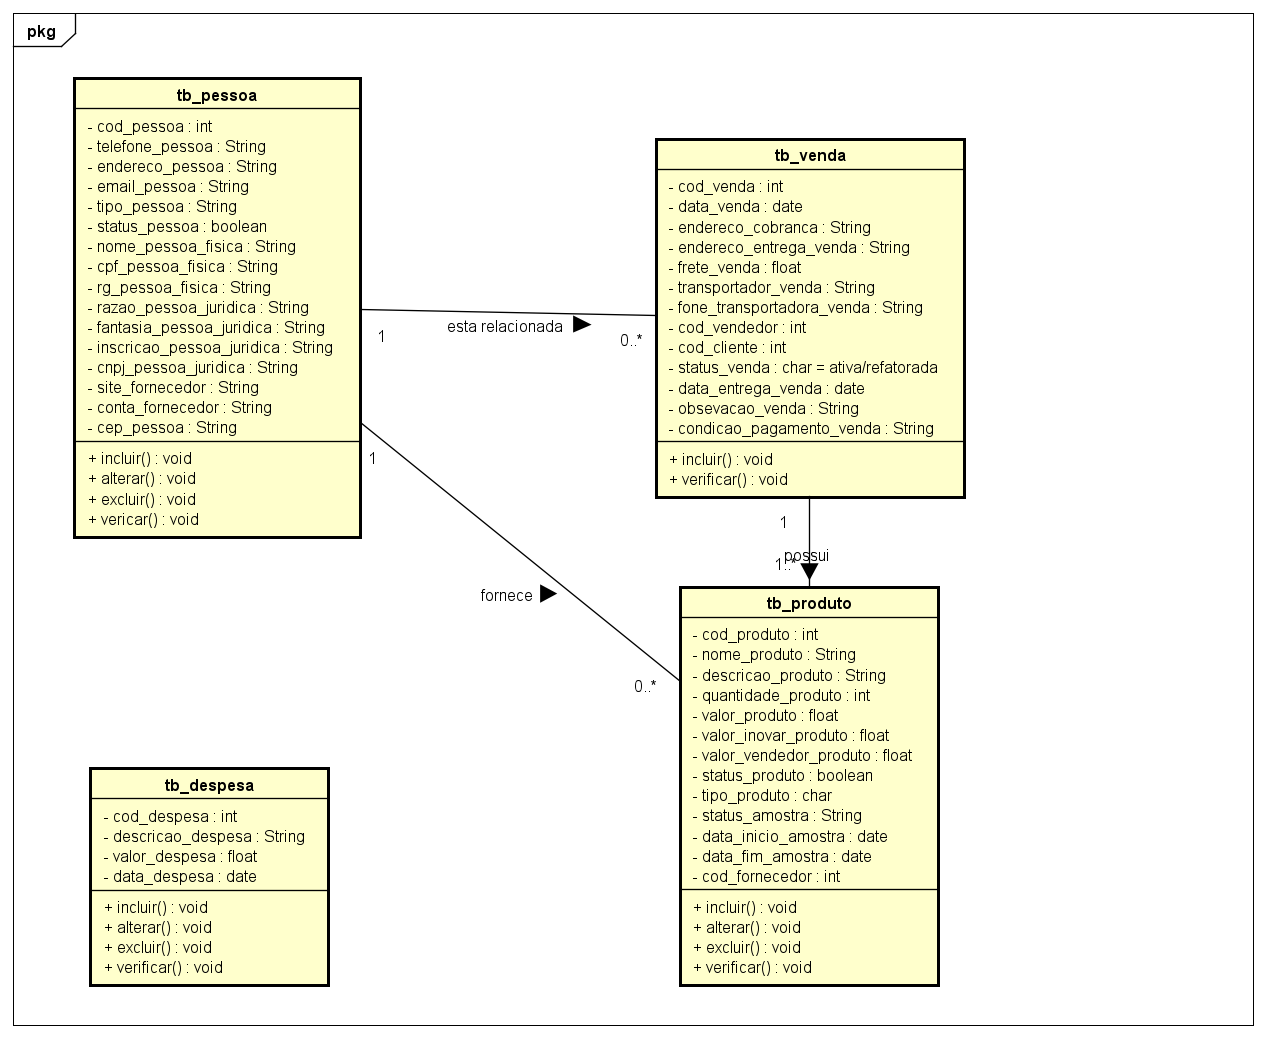 pkg
tb_pessoa
- cod_pessoa : int
- telefone_pessoa : String
- endereco_pessoa : String
- email_pessoa : String
- tipo_pessoa : String
- status_pessoa : boolean
- nome_pessoa_fisica : String
- cpf_pessoa_fisica : String
- rg_pessoa_fisica : String
- razao_pessoa_juridica : String
- fantasia_pessoa_juridica : String
- inscricao_pessoa_juridica : String
- cnpj_pessoa_juridica : String
- site_fornecedor : String
- conta_fornecedor : String
- cep_pessoa : String
+ incluir() : void
+ alterar() : void
+ excluir() : void
+ vericar() : void
tb_venda
- cod_venda : int
- data_venda : date
- endereco_cobranca : String
- endereco_entrega_venda : String
- frete_venda : float
- transportador_venda : String
- fone_transportadora_venda : String
- cod_vendedor : int
- cod_cliente : int
- status_venda : char = ativa/refatorada
- data_entrega_venda : date
- obsevacao_venda : String
- condicao_pagamento_venda : String
+ incluir() : void
+ verificar() : void
1
esta relacionada
0..*
1
fornece
0..*
1
possui
1..*
tb_produto
- cod_produto : int
- nome_produto : String
- descricao_produto : String
- quantidade_produto : int
- valor_produto : float
- valor_inovar_produto : float
- valor_vendedor_produto : float
- status_produto : boolean
- tipo_produto : char
- status_amostra : String
- data_inicio_amostra : date
- data_fim_amostra : date
- cod_fornecedor : int
+ incluir() : void
+ alterar() : void
+ excluir() : void
+ verificar() : void
tb_despesa
- cod_despesa : int
- descricao_despesa : String
- valor_despesa : float
- data_despesa : date
+ incluir() : void
+ alterar() : void
+ excluir() : void
+ verificar() : void